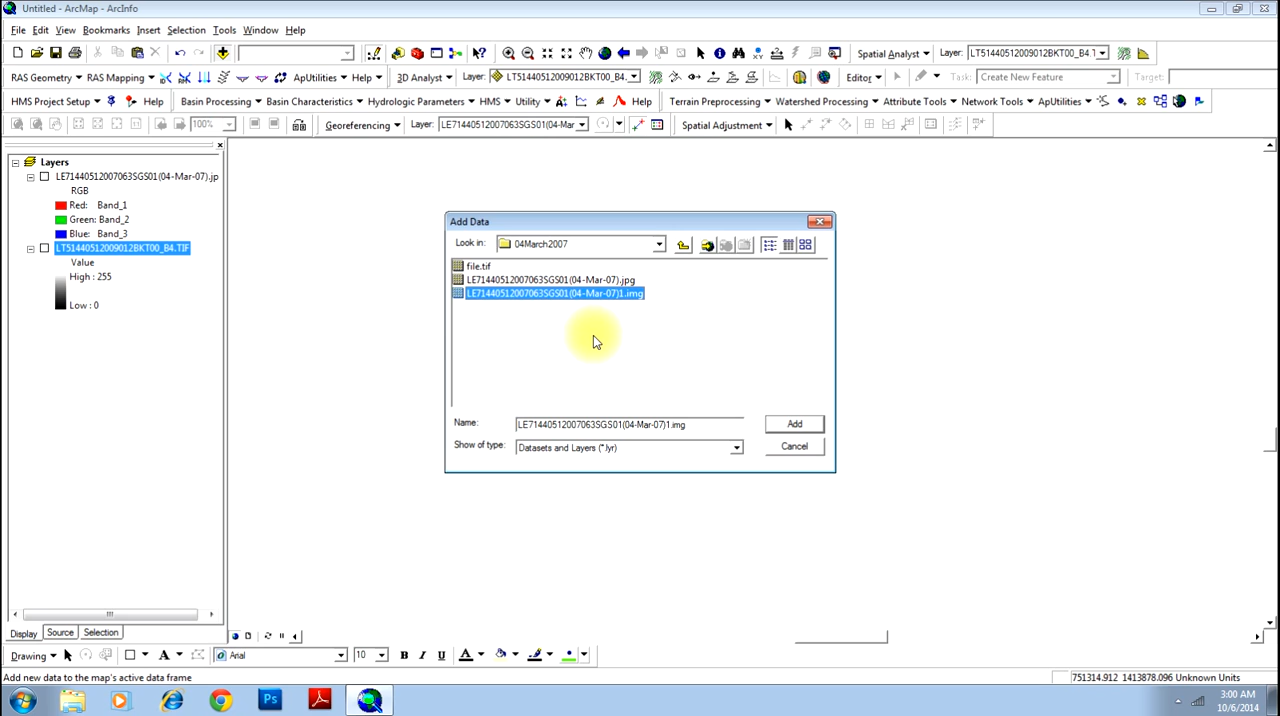 Untitled - ArcMap - ArcInfo
File Edit View Bookmarks Insert Selection Tools Window Help
Spatial Analyst Layer: LT51440512009012BKT00_B4.T
RAS Geometry RAS Mapping ApUtilities Help 3D Analyst Layer: LT51440512009012BKT00_B4. Editor Task: Create New Feature Target:
HMS Project Setup Help Basin Processing Basin Characteristics Hydrologic Parameters HMS Utility Help Terrain Preprocessing Watershed Processing Attribute Tools Network Tools ApUtilities
100% Georeferencing Layer: LE71440512007063SGS01(04-Mar Spatial Adjustment
Layers
LE71440512007063SGS01(04-Mar-07).jp
RGB
Red: Band_1
Green: Band_2
Blue: Band_3
LT51440512009012BKT00_B4.TIF
Value
High : 255
Low : 0
Add Data
Look in: 04March2007
file.tif
LE71440512007063SGS01(04-Mar-07).jpg
LE71440512007063SGS01(04-Mar-07)1.img
Name: LE71440512007063SGS01(04-Mar-07)1.img Add
Show of type: Datasets and Layers (*.lyr) Cancel
Display Source Selection
Drawing A Arial 10 B I U A
Add new data to the map's active data frame 751314.912 1413878.096 Unknown Units
Ps 3:00 AM
10/6/2014